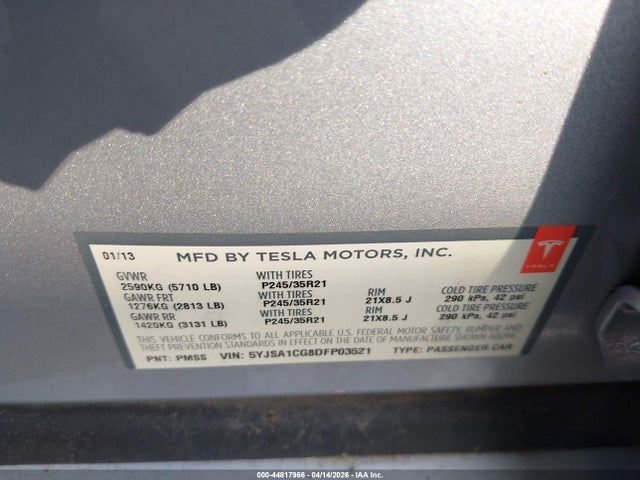 01/13 MFD BY TESLA MOTORS, INC.
GVWR WITH TIRES
2590KG (5710 LB) P245/35R21 RIM COLD TIRE PRESSURE
GAWR FRT WITH TIRES 21X8.5 J 290 kPa, 42 psi
1276KG (2813 LB) P245/35R21 RIM COLD TIRE PRESSURE
GAWR RR WITH TIRES 21X8.5 J 290 kPa, 42 psi
1420KG (3131 LB) P245/35R21
THIS VEHICLE CONFORMS TO ALL APPLICABLE U.S. FEDERAL MOTOR SAFETY, BUMPER AND
THEFT PREVENTION STANDARDS IN EFFECT ON THE DATE OF MANUFACTURE SHOWN ABOVE.
PNT: PMSS VIN: 5YJSA1CG8DFP03521 TYPE: PASSENGER CAR
TESLA
000-44817966 - 04/14/2026 - IAA Inc.